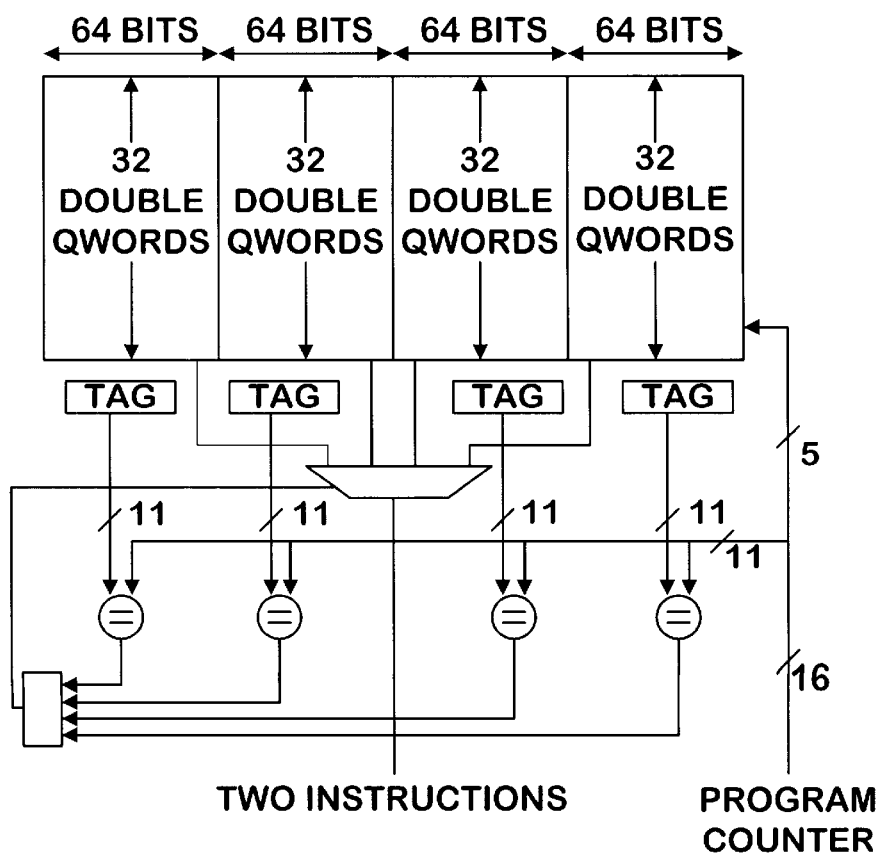 64 BITS 64 BITS 64 BITS 64 BITS
32 32 32 32
DOUBLE DOUBLE DOUBLE DOUBLE
QWORDS QWORDS QWORDS QWORDS
TAG TAG TAG TAG
5
11 11 11 11
11
= = = =
16
TWO INSTRUCTIONS
PROGRAM
COUNTER